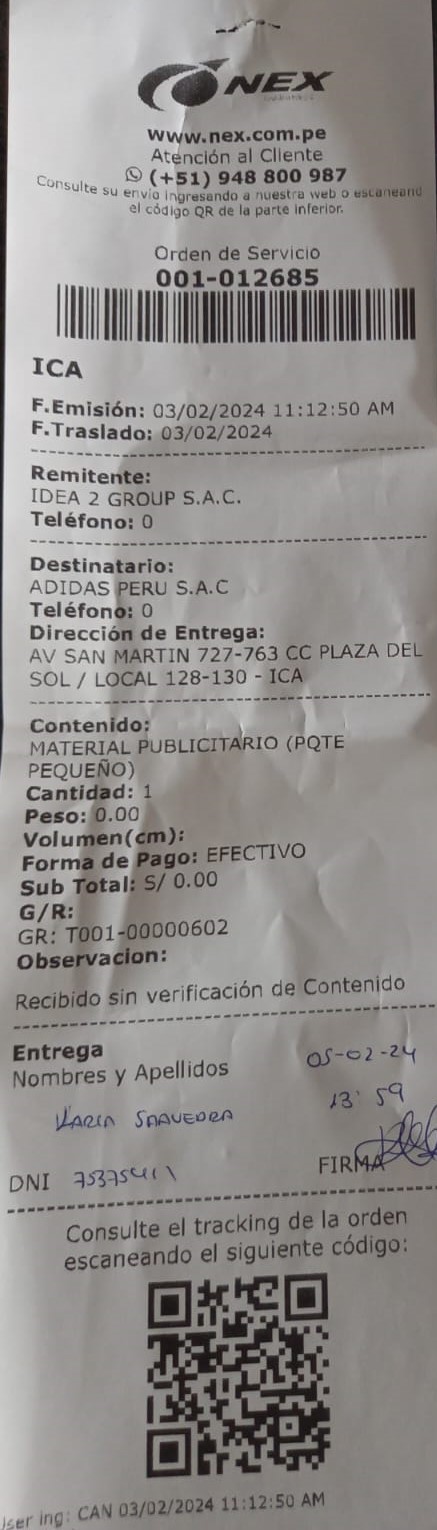 NEX
www.nex.com.pe
Atención al Cliente
(+51) 948 800 987
Consulte su envío ingresando a nuestra web o escaneand
el código QR de la parte inferior.
Orden de Servicio
001-012685
ICA
F.Emisión: 03/02/2024 11:12:50 AM
F.Traslado: 03/02/2024
Remitente:
IDEA 2 GROUP S.A.C.
Teléfono: 0
Destinatario:
ADIDAS PERU S.A.C
Teléfono: 0
Dirección de Entrega:
AV SAN MARTIN 727-763 CC PLAZA DEL
SOL / LOCAL 128-130 - ICA
Contenido:
MATERIAL PUBLICITARIO (PQTE
PEQUEÑO)
Cantidad: 1
Peso: 0.00
Volumen(cm):
Forma de Pago: EFECTIVO
Sub Total: S/ 0.00
G/R:
GR: T001-00000602
Observacion:
Recibido sin verificación de Contenido
Entrega
Nombres y Apellidos 05-02-24
13:59
KARLA SAAVEDRA
DNI 75375411 FIRMA
Consulte el tracking de la orden
escaneando el siguiente código:
ser ing: CAN 03/02/2024 11:12:50 AM